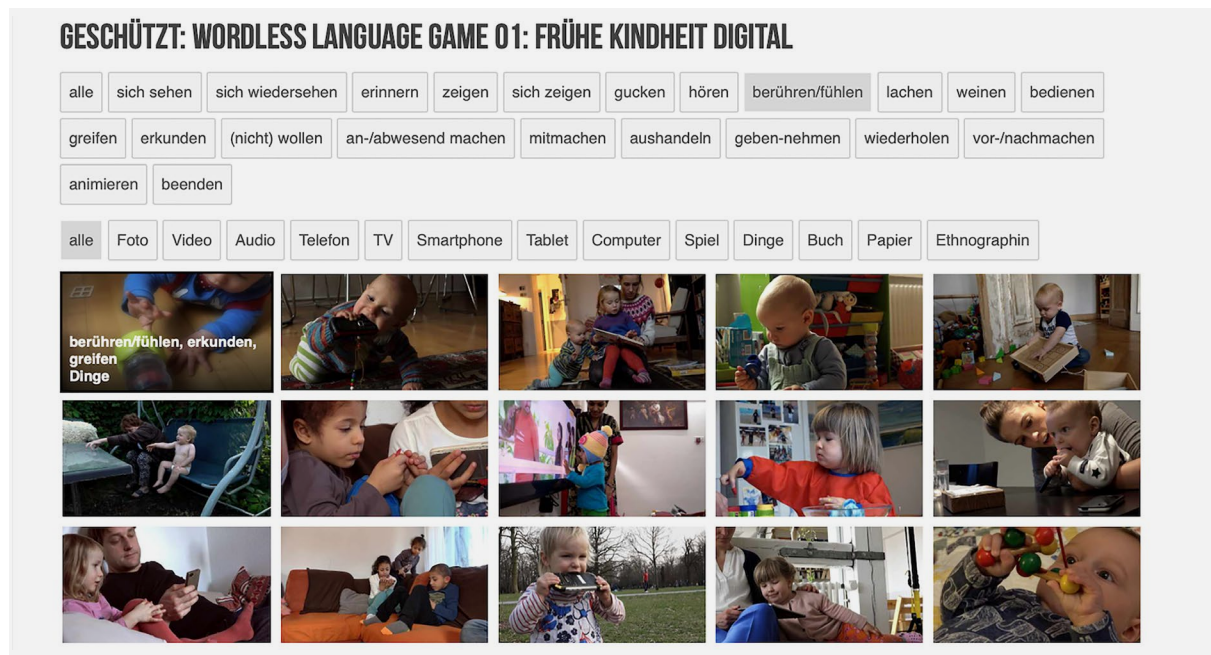 GESCHÜTZT: WORDLESS LANGUAGE GAME 01: FRÜHE KINDHEIT DIGITAL
alle sich sehen sich wiedersehen erinnern zeigen sich zeigen gucken hören berühren/fühlen lachen weinen bedienen
greifen erkunden (nicht) wollen an-/abwesend machen mitmachen aushandeln geben-nehmen wiederholen vor-/nachmachen
animieren beenden
alle Foto Video Audio Telefon TV Smartphone Tablet Computer Spiel Dinge Buch Papier Ethnographin
berühren/fühlen, erkunden,
greifen
Dinge